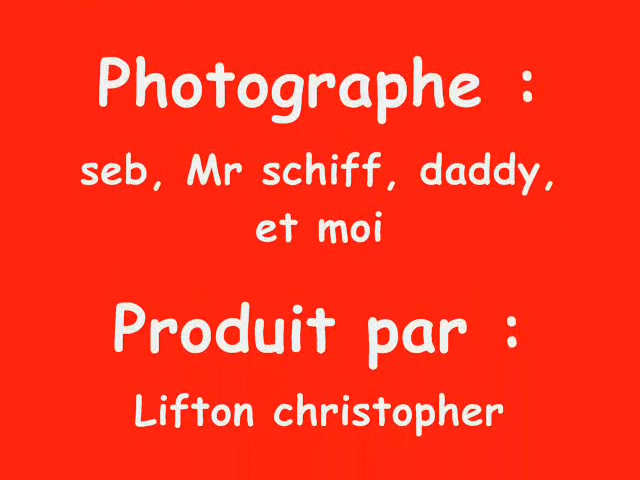 Photographe :
seb, Mr schiff, daddy,
et moi
Produit par :
Lifton christopher